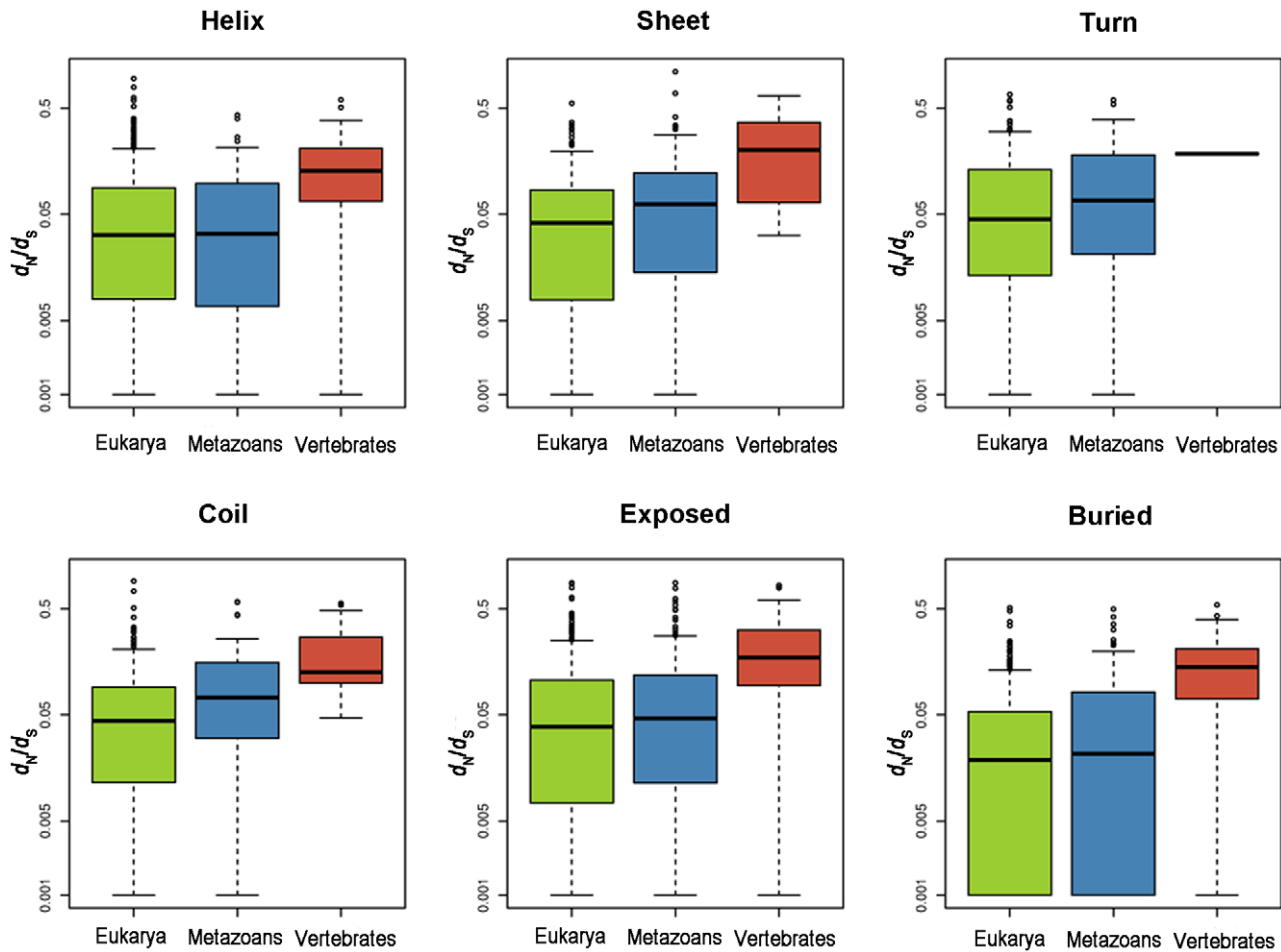 Helix
Sheet
Turn
dN/dS
0.5
0.05
0.005
0.001
Eukarya
Metazoans
Vertebrates
dN/dS
0.5
0.05
0.005
0.001
Eukarya
Metazoans
Vertebrates
dN/dS
0.5
0.05
0.005
0.001
Eukarya
Metazoans
Vertebrates
Coil
Exposed
Buried
dN/dS
0.5
0.05
0.005
0.001
Eukarya
Metazoans
Vertebrates
dN/dS
0.5
0.05
0.005
0.001
Eukarya
Metazoans
Vertebrates
dN/dS
0.5
0.05
0.005
0.001
Eukarya
Metazoans
Vertebrates